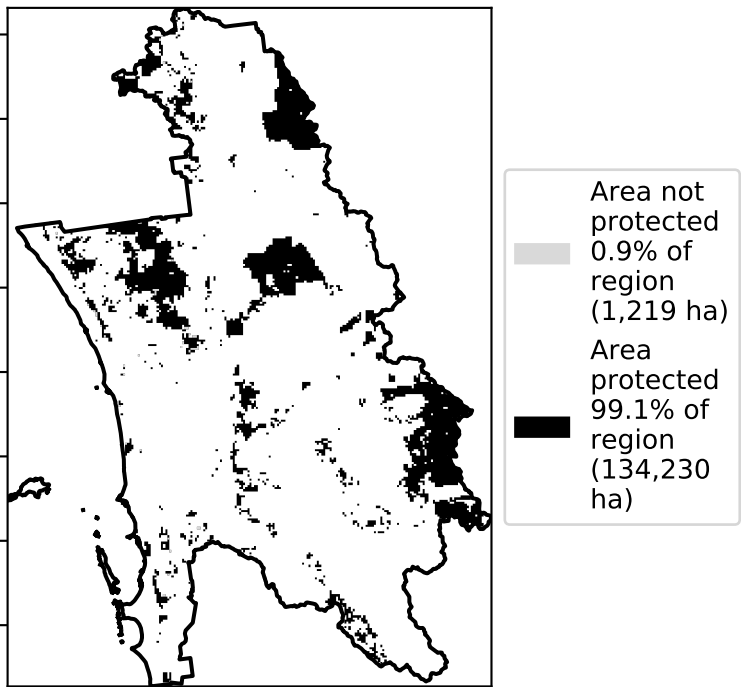 Area not
protected
0.9% of
region
(1,219 ha)
Area
protected
99.1% of
region
(134,230
ha)